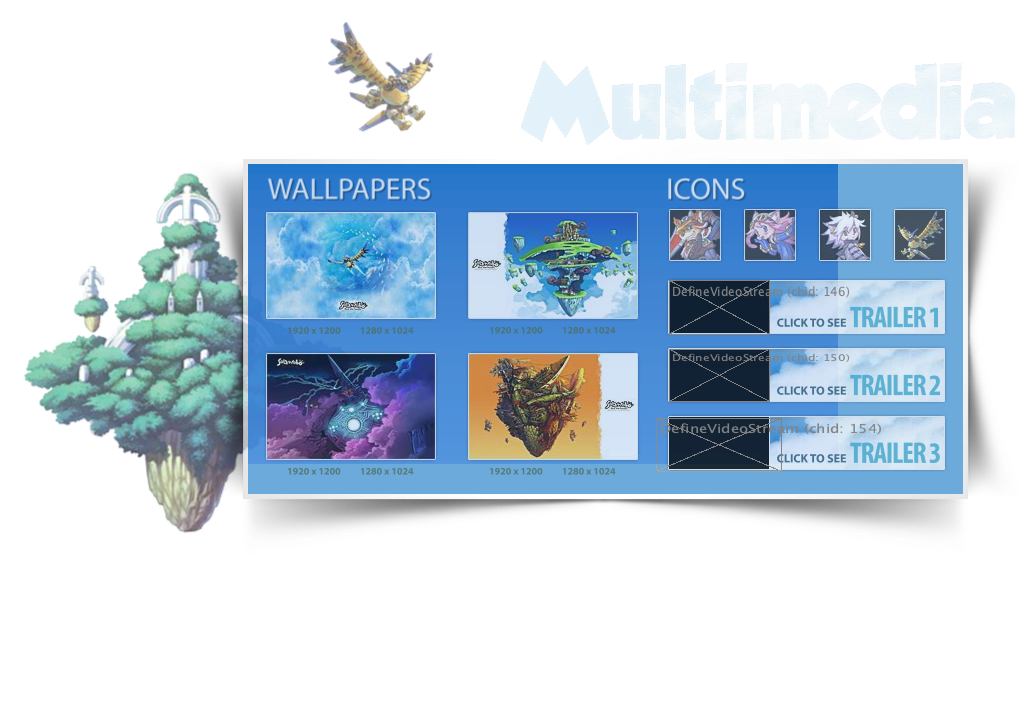 Multimedia
WALLPAPERS
ICONS
1920 x 1200 1280 x 1024
1920 x 1200 1280 x 1024
DefineVideoStream (chid: 146)
CLICK TO SEE TRAILER 1
DefineVideoStream (chid: 150)
CLICK TO SEE TRAILER 2
DefineVideoStream (chid: 154)
CLICK TO SEE TRAILER 3
1920 x 1200 1280 x 1024
1920 x 1200 1280 x 1024